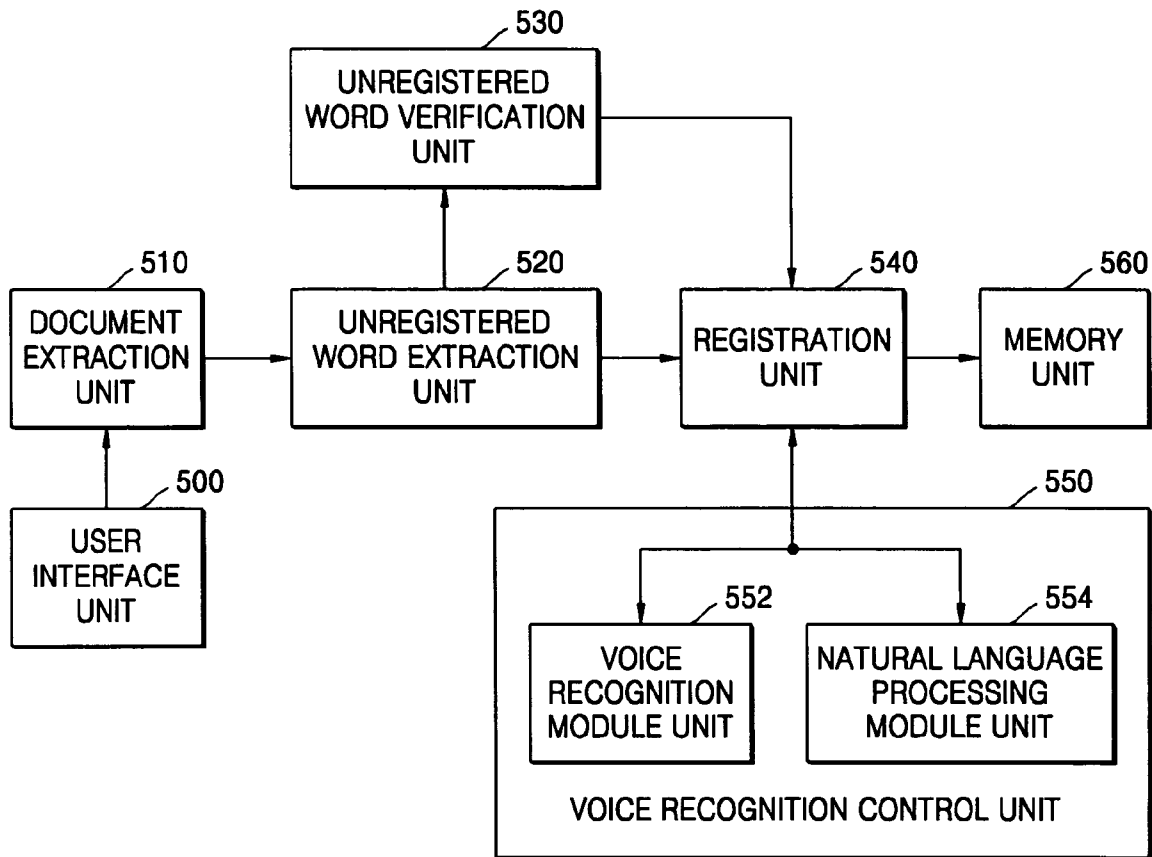 530
UNREGISTERED
WORD VERIFICATION
UNIT
510
DOCUMENT
EXTRACTION
UNIT
520
UNREGISTERED
WORD EXTRACTION
UNIT
540
REGISTRATION
UNIT
560
MEMORY
UNIT
500
USER
INTERFACE
UNIT
550
552
VOICE
RECOGNITION
MODULE UNIT
554
NATURAL LANGUAGE
PROCESSING
MODULE UNIT
VOICE RECOGNITION CONTROL UNIT